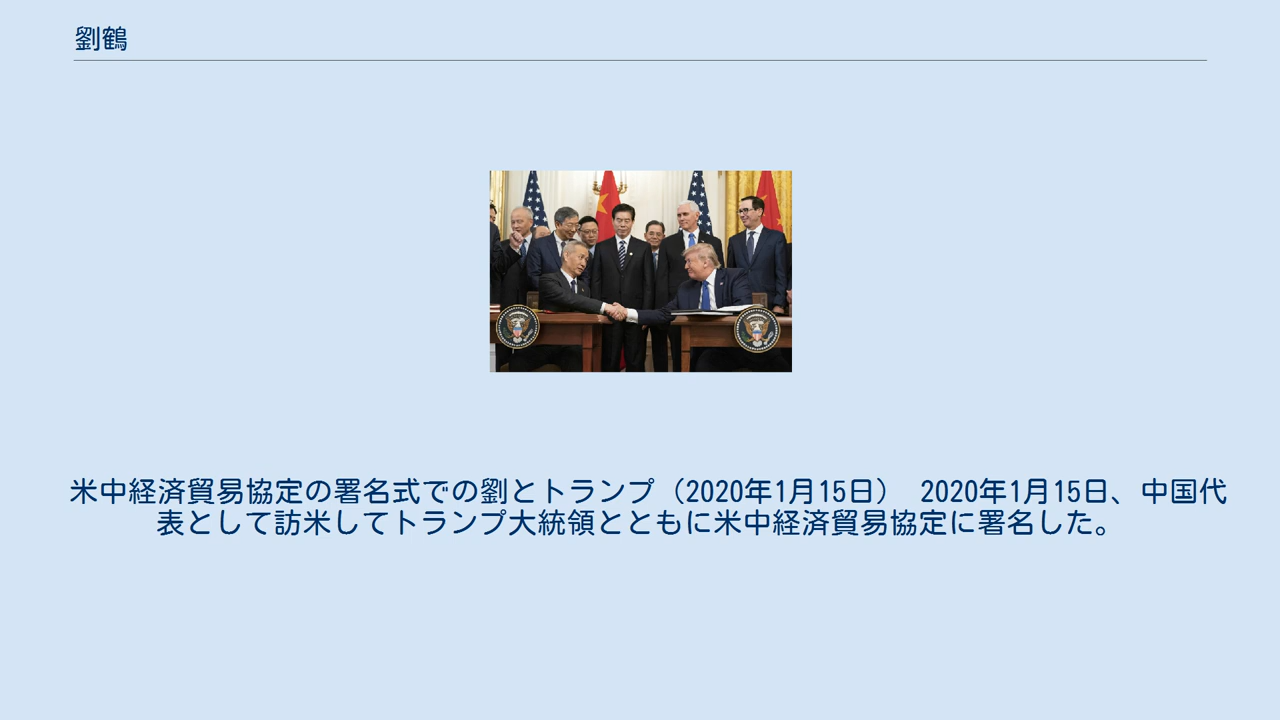 劉鶴
米中経済貿易協定の署名式での劉とトランプ（2020年1月15日） 2020年1月15日、中国代
表として訪米してトランプ大統領とともに米中経済貿易協定に署名した。